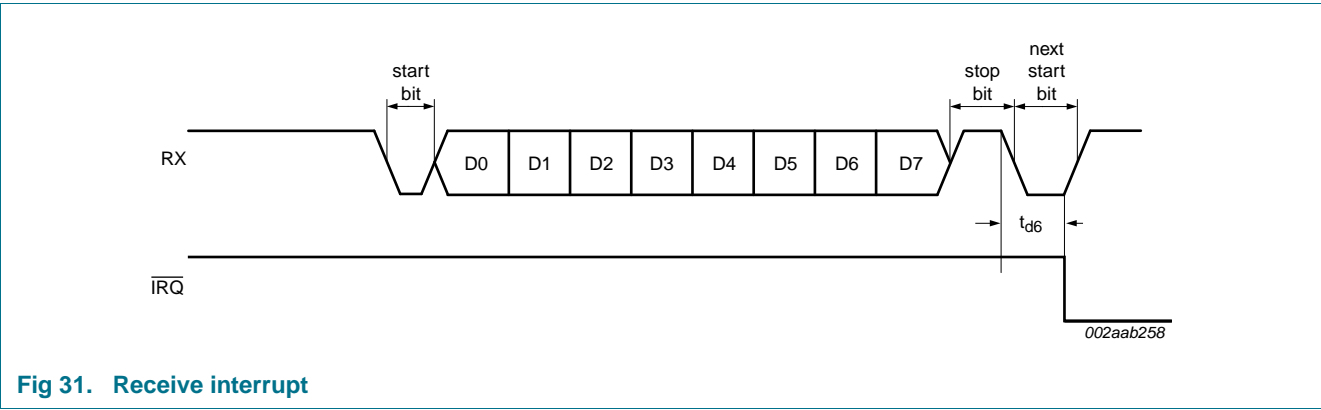 next
start
stop
start
bit
bit
bit
RX
D0 D1 D2 D3 D4 D5 D6 D7
td6
IRQ
002aab258
Fig 31. Receive interrupt